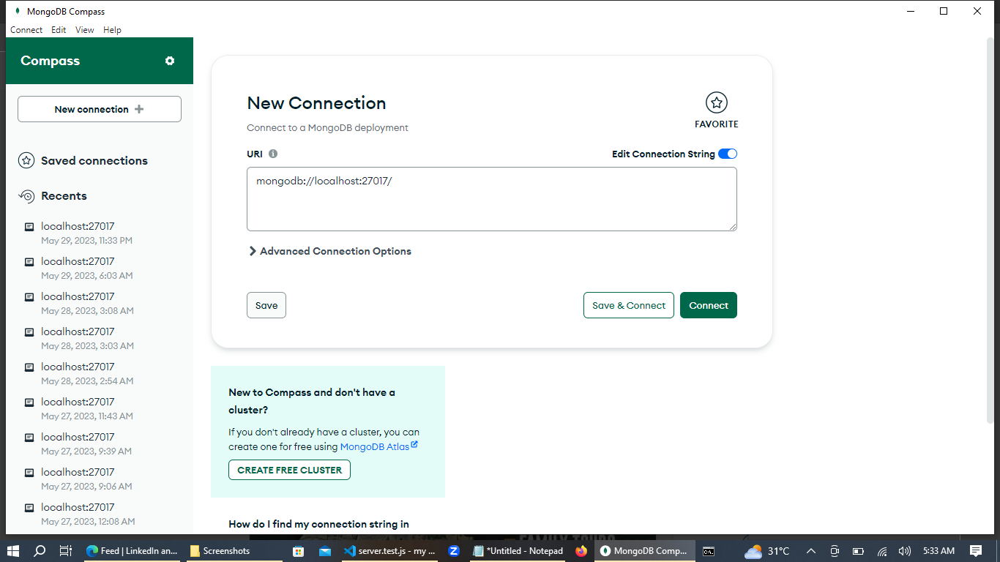 MongoDB Compass
Connect Edit View Help
Compass
New connection
Saved connections
Recents
localhost:27017
May 29, 2023, 11:33 PM
localhost:27017
May 29, 2023, 6:03 AM
localhost:27017
May 28, 2023, 3:08 AM
localhost:27017
May 28, 2023, 3:03 AM
localhost:27017
May 28, 2023, 2:54 AM
localhost:27017
May 27, 2023, 11:43 AM
localhost:27017
May 27, 2023, 9:39 AM
localhost:27017
May 27, 2023, 9:06 AM
localhost:27017
May 27, 2023, 12:08 AM
New Connection
FAVORITE
Connect to a MongoDB deployment
URI
Edit Connection String
mongodb://localhost:27017/
Advanced Connection Options
Save
Save & Connect
Connect
New to Compass and don't have a
cluster?
If you don't already have a cluster, you can
create one for free using MongoDB Atlas
CREATE FREE CLUSTER
How do I find my connection string in
Feed | LinkedIn an...
Screenshots
server.test.js - my ...
Z
*Untitled - Notepad
MongoDB Comp...
31°C
5:33 AM